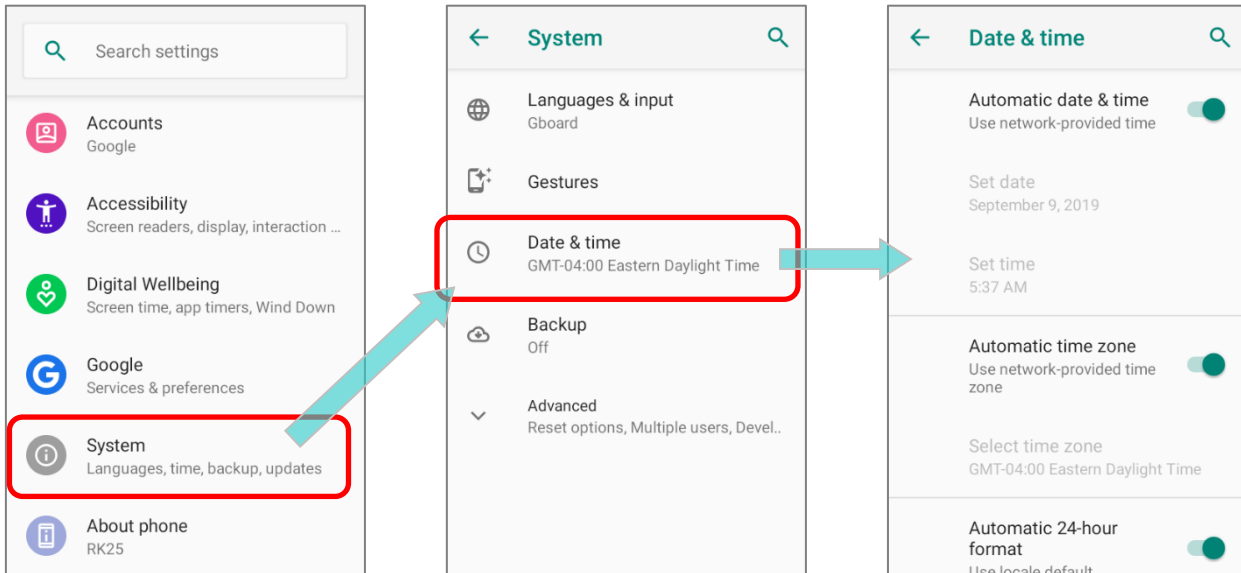 Search settings
Accounts
Google
Accessibility
Screen readers, display, interaction ...
Digital Wellbeing
Screen time, app timers, Wind Down
Google
Services & preferences
System
Languages, time, backup, updates
About phone
RK25
System
Languages & input
Gboard
Gestures
Date & time
GMT-04:00 Eastern Daylight Time
Backup
Off
Advanced
Reset options, Multiple users, Devel..
Date & time
Automatic date & time
Use network-provided time
Set date
September 9, 2019
Set time
5:37 AM
Automatic time zone
Use network-provided time
zone
Select time zone
GMT-04:00 Eastern Daylight Time
Automatic 24-hour
format
Use locale default